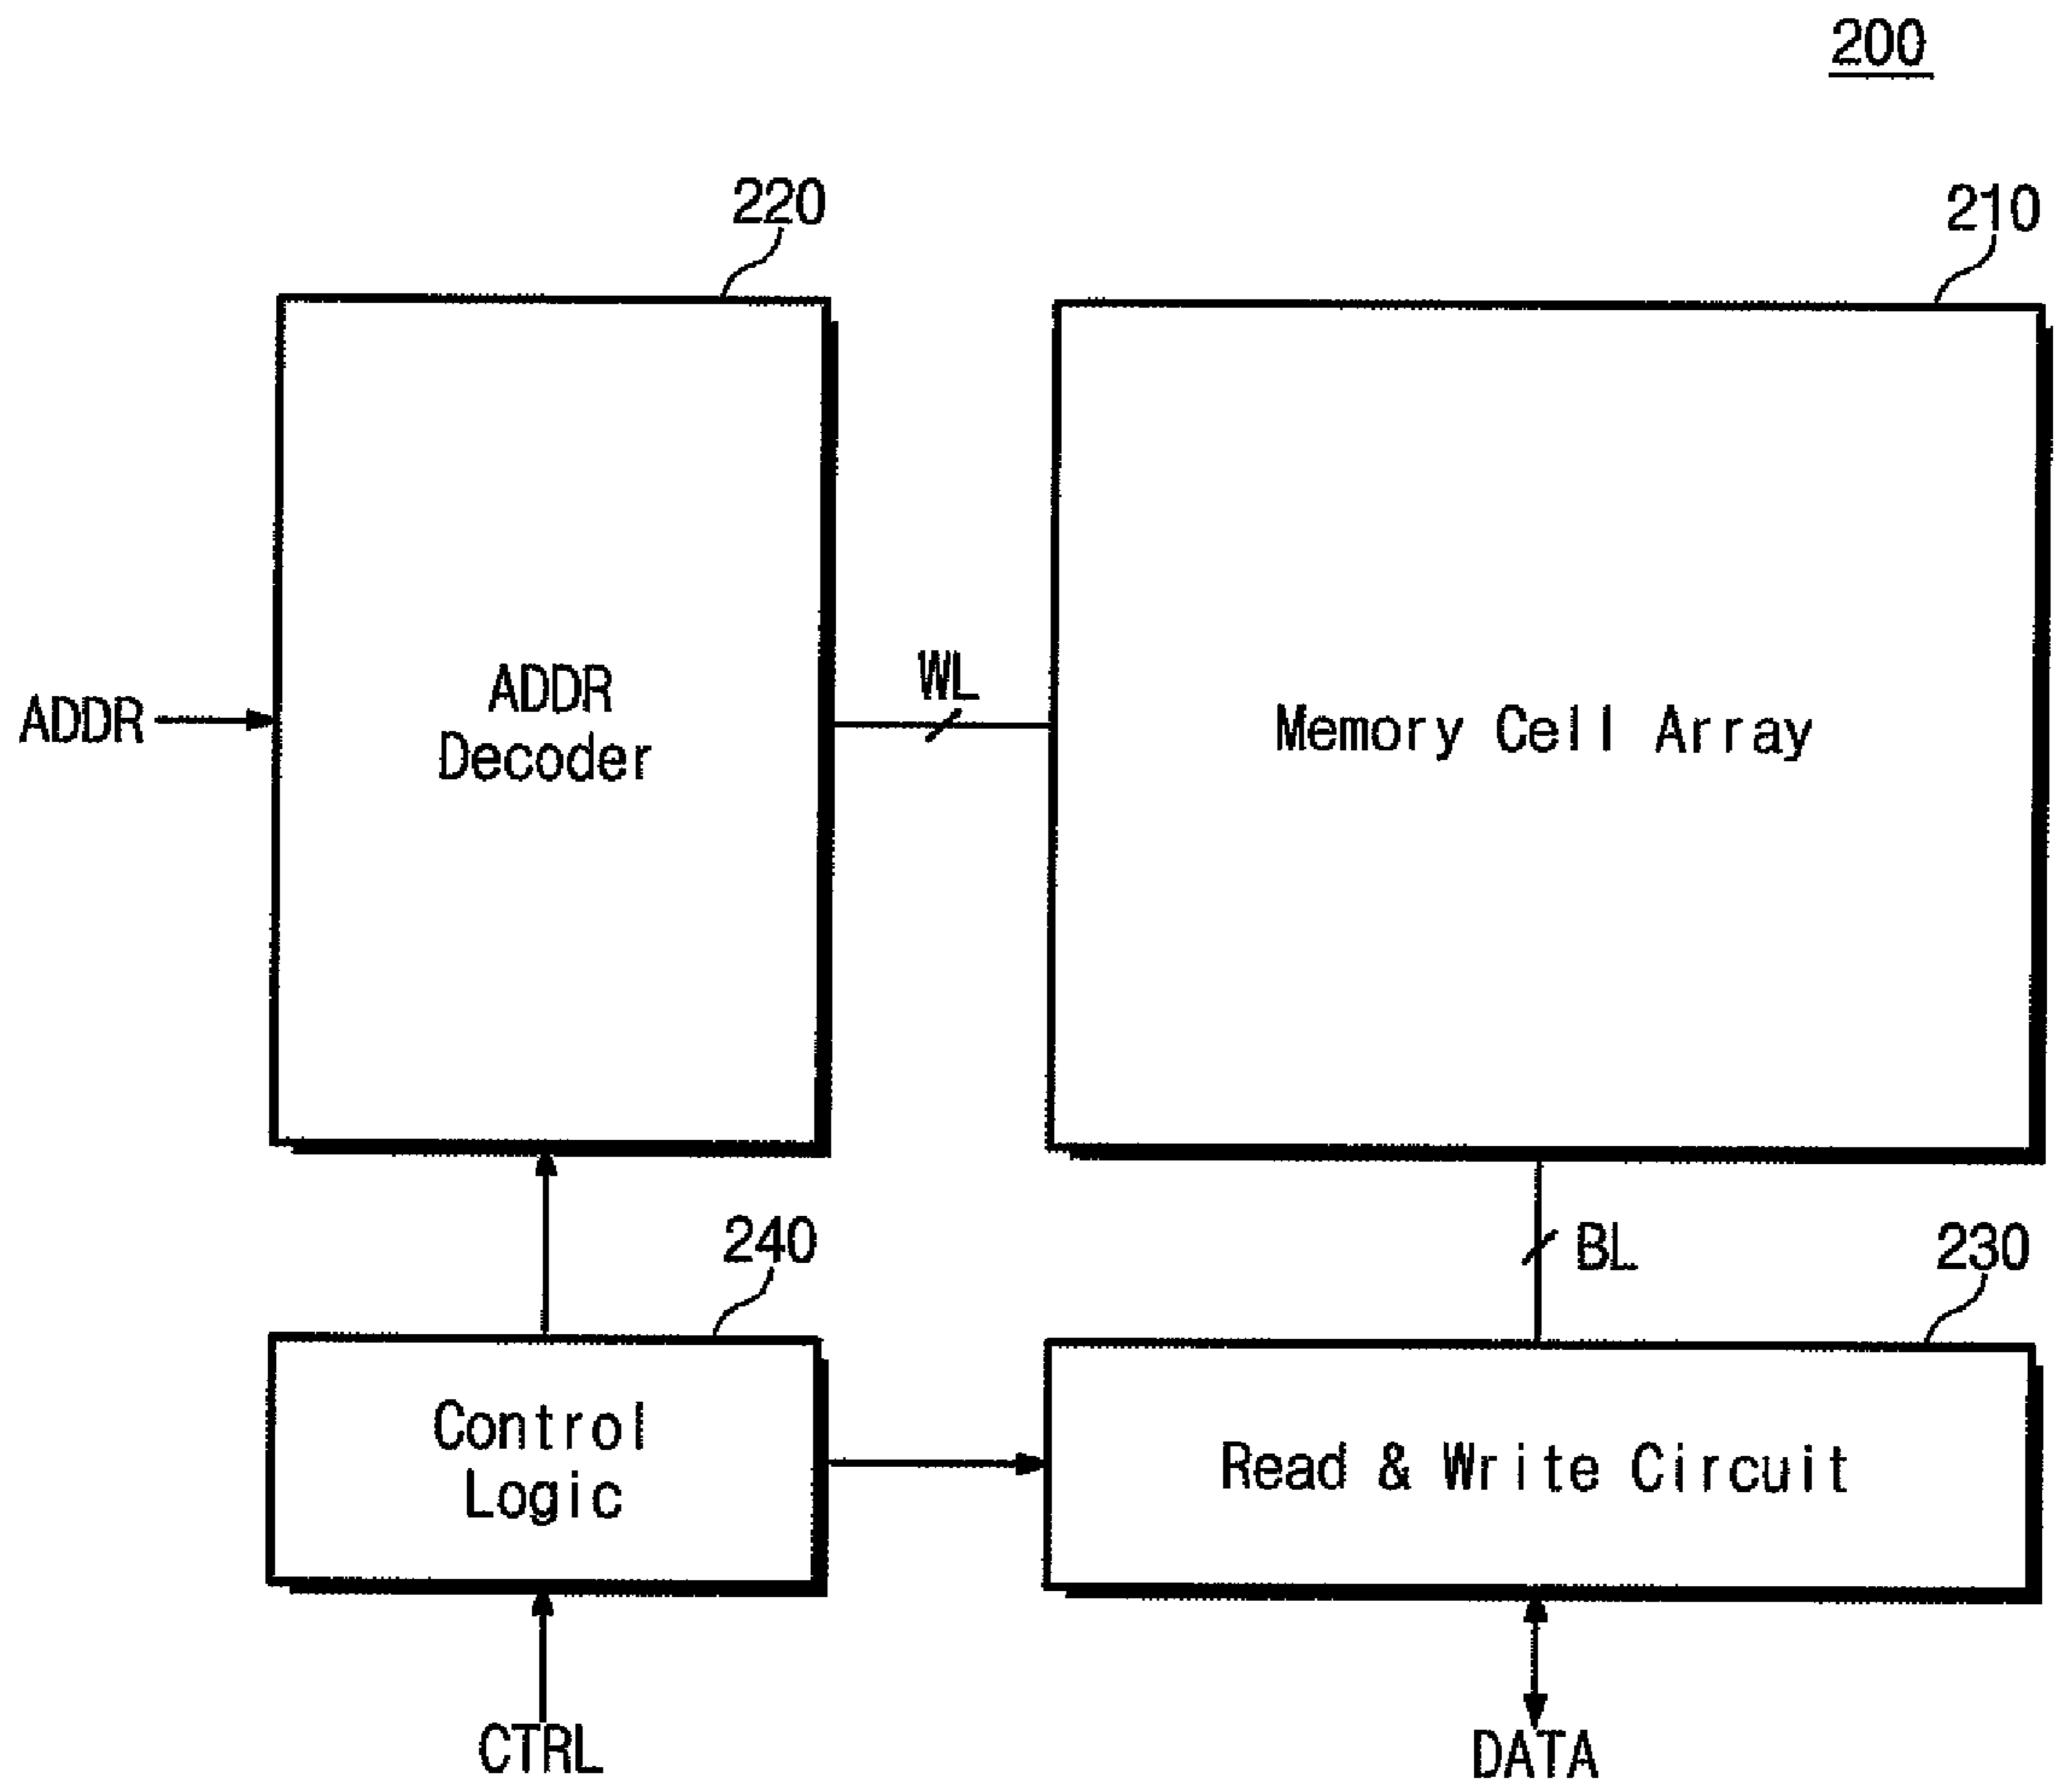 200
220
210
ADDR
ADDR
Decoder
WL
Memory Cell Array
240
BL
230
Control
Logic
Read & Write Circuit
CTRL
DATA